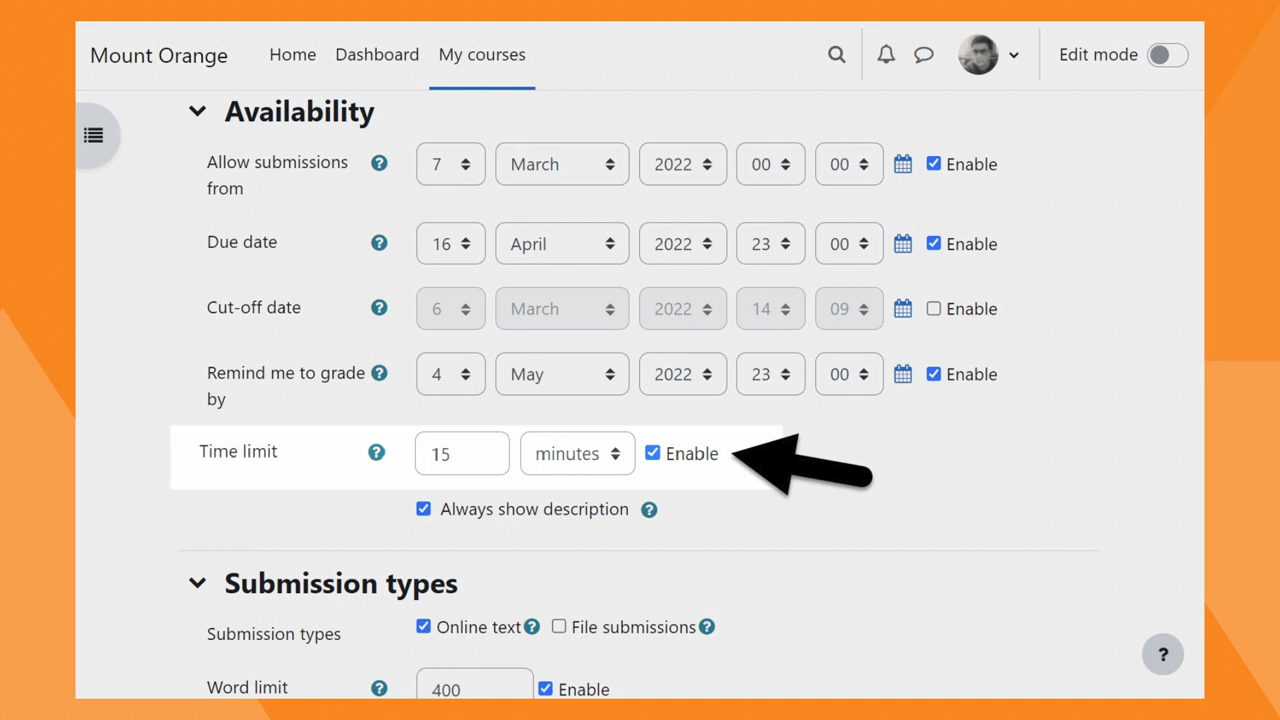 Mount Orange Home Dashboard My courses Edit mode
Availability
Allow submissions from ? 7 March 2022 00 00 Enable
Due date ? 16 April 2022 23 00 Enable
Cut-off date ? 6 March 2022 14 09 Enable
Remind me to grade by ? 4 May 2022 23 00 Enable
Time limit ? 15 minutes Enable
Always show description ?
Submission types
Submission types Online text ? File submissions ?
?
Word limit ? 400 Enable